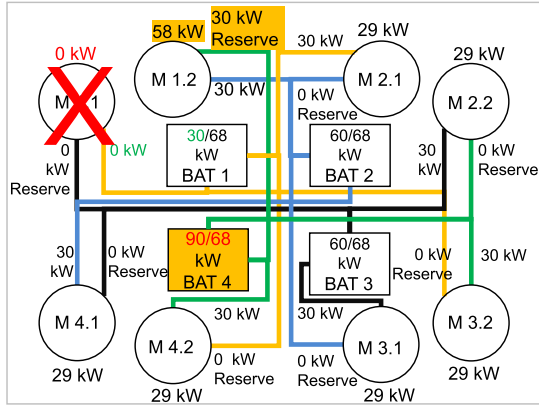 0 kW
58 kW
30 kW
Reserve
30 kW
29 kW
29 kW
M 1
M 1.2
M 2.1
M 2.2
30 kW
0 kW
Reserve
0
kW
Reserve
0 kW
30/68
kW
BAT 1
60/68
kW
BAT 2
30
kW
0 kW
Reserve
90/68
kW
BAT 4
60/68
kW
BAT 3
30
kW
0 kW
Reserve
0 kW
Reserve
30 kW
M 4.1
30 kW
30 kW
M 4.2
M 3.1
M 3.2
0 kW
Reserve
0 kW
Reserve
29 kW
29 kW
29 kW
29 kW